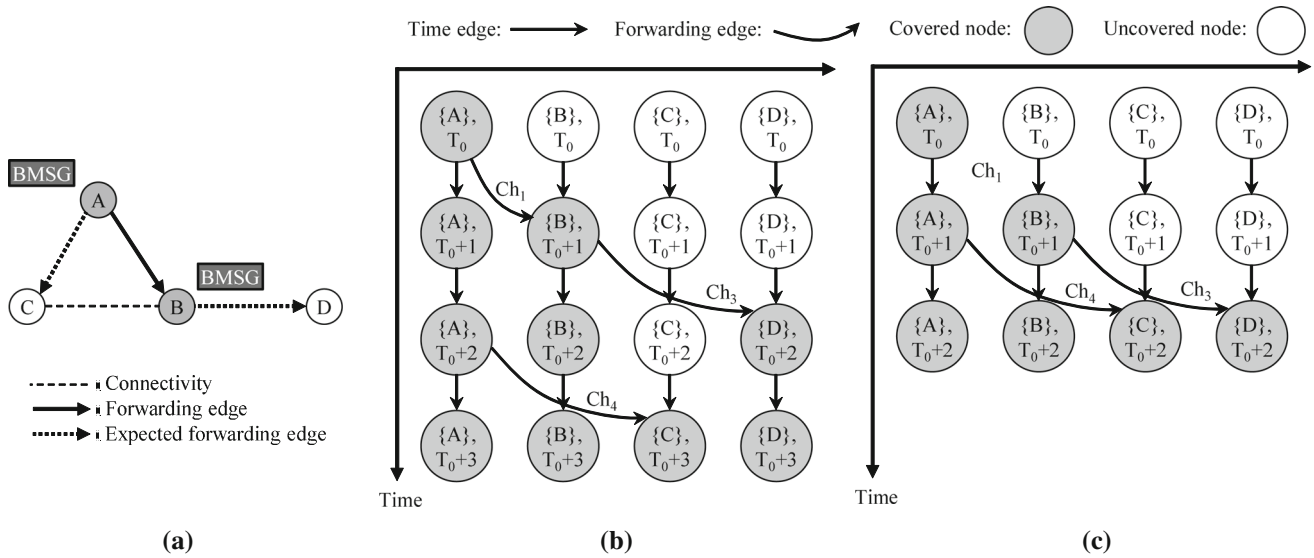 Time edge:
Forwarding edge:
Covered node:
Uncovered node:
BMSG
A
C
B
BMSG
D
Connectivity
Forwarding edge
Expected forwarding edge
(a)
{A}, T₀
{B}, T₀
{C}, T₀
{D}, T₀
Ch₁
{A}, T₀+1
{B}, T₀+1
{C}, T₀+1
{D}, T₀+1
Ch₃
{A}, T₀+2
{B}, T₀+2
{C}, T₀+2
{D}, T₀+2
Ch₄
{A}, T₀+3
{B}, T₀+3
{C}, T₀+3
{D}, T₀+3
Time
(b)
{A}, T₀
{B}, T₀
{C}, T₀
{D}, T₀
Ch₁
{A}, T₀+1
{B}, T₀+1
{C}, T₀+1
{D}, T₀+1
Ch₄
Ch₃
{A}, T₀+2
{B}, T₀+2
{C}, T₀+2
{D}, T₀+2
Time
(c)